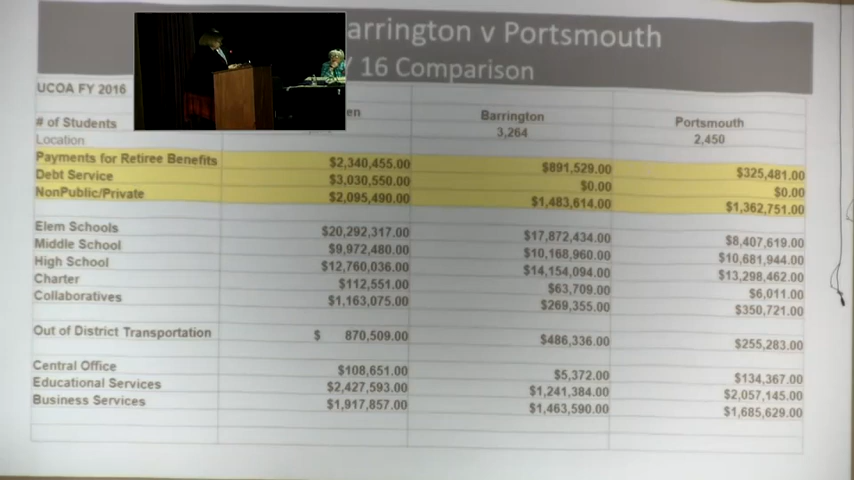 arrington v Portsmouth
16 Comparison
UCOA FY 2016
en Barrington Portsmouth
# of Students 3,264 2,450
Location
Payments for Retiree Benefits $2,340,455.00 $891,529.00 $325,481.00
Debt Service $3,030,550.00 $0.00 $0.00
NonPublic/Private $2,095,490.00 $1,483,614.00 $1,362,751.00
Elem Schools $20,292,317.00 $17,872,434.00 $8,407,619.00
Middle School $9,972,480.00 $10,168,960.00 $10,681,944.00
High School $12,760,036.00 $14,154,094.00 $13,298,462.00
Charter $112,551.00 $63,709.00 $6,011.00
Collaboratives $1,163,075.00 $269,355.00 $350,721.00
Out of District Transportation $ 870,509.00 $486,336.00 $255,283.00
Central Office $108,651.00 $5,372.00 $134,367.00
Educational Services $2,427,593.00 $1,241,384.00 $2,057,145.00
Business Services $1,917,857.00 $1,463,590.00 $1,685,629.00